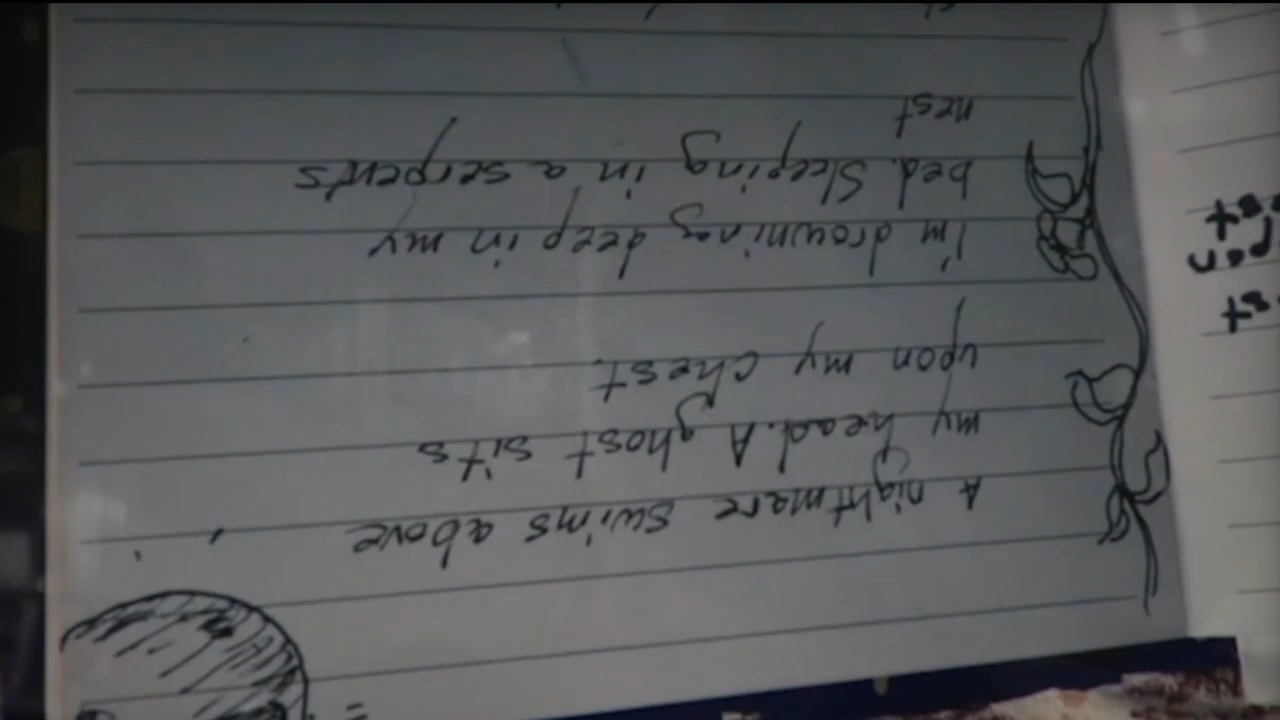 A nightmare swims above
my head. A ghost sits
upon my chest.
I'm drowning deep in my
bed. Sleeping in a serpents
nest